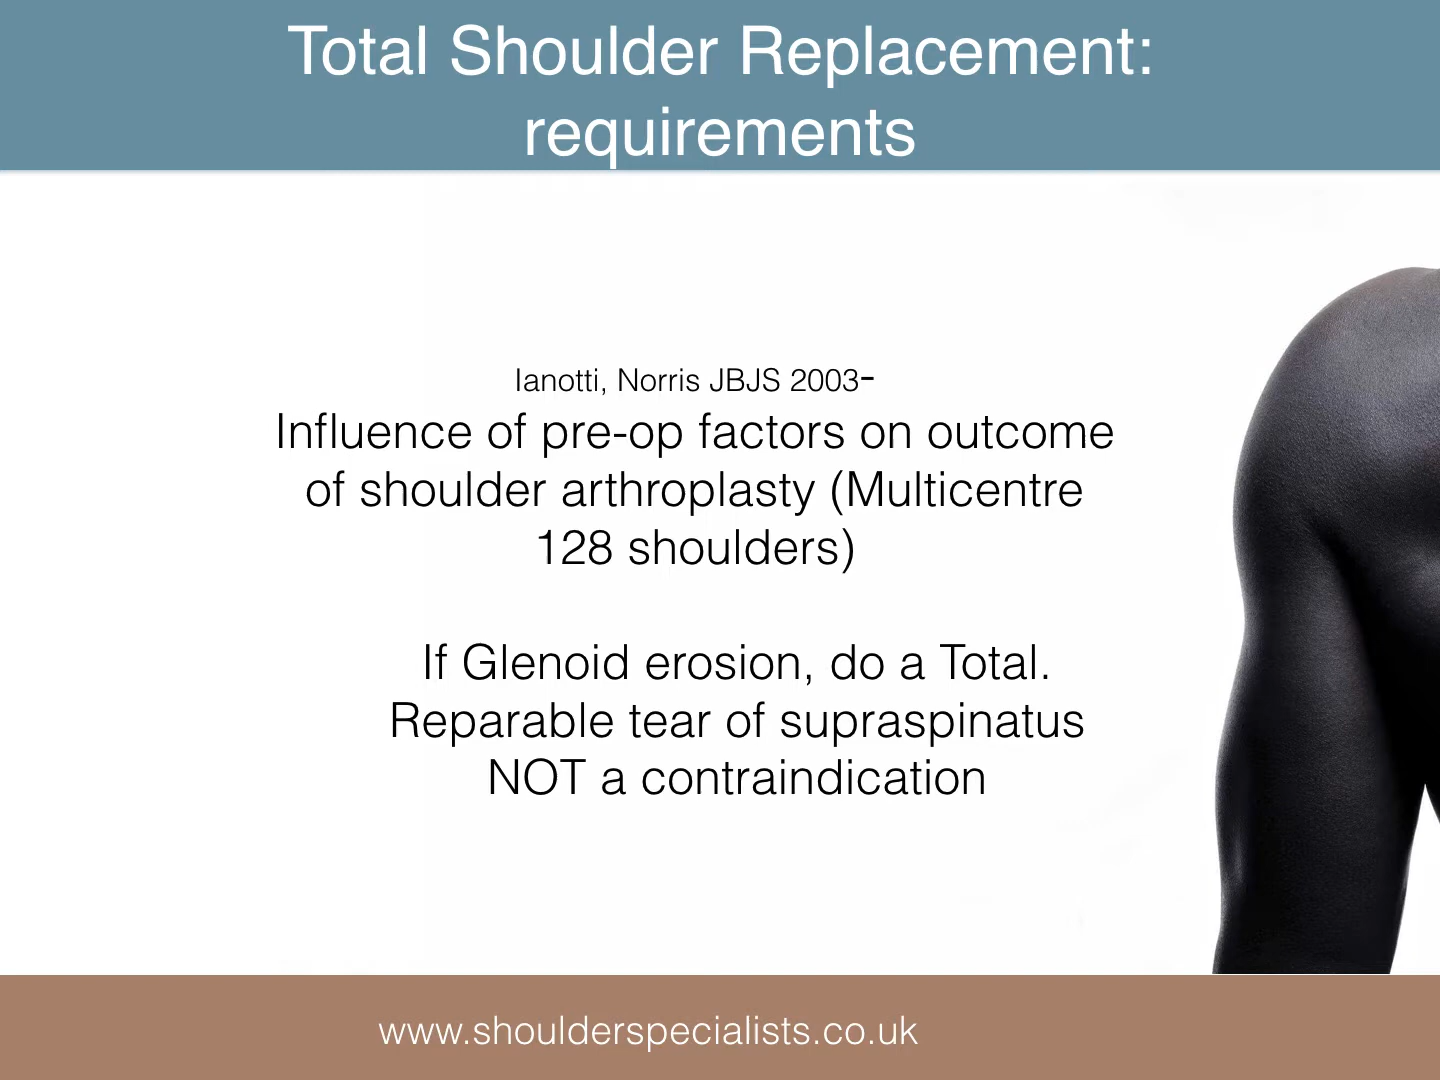 Total Shoulder Replacement:
requirements
Ianotti, Norris JBJS 2003-
Influence of pre-op factors on outcome
of shoulder arthroplasty (Multicentre
128 shoulders)
If Glenoid erosion, do a Total.
Reparable tear of supraspinatus
NOT a contraindication
www.shoulderspecialists.co.uk